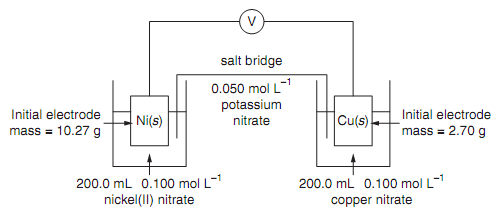 V
salt bridge
0.050 mol L⁻¹
potassium
nitrate
Initial electrode
mass = 10.27 g
Ni(s)
Cu(s)
Initial electrode
mass = 2.70 g
200.0 mL 0.100 mol L⁻¹
nickel(II) nitrate
200.0 mL 0.100 mol L⁻¹
copper nitrate